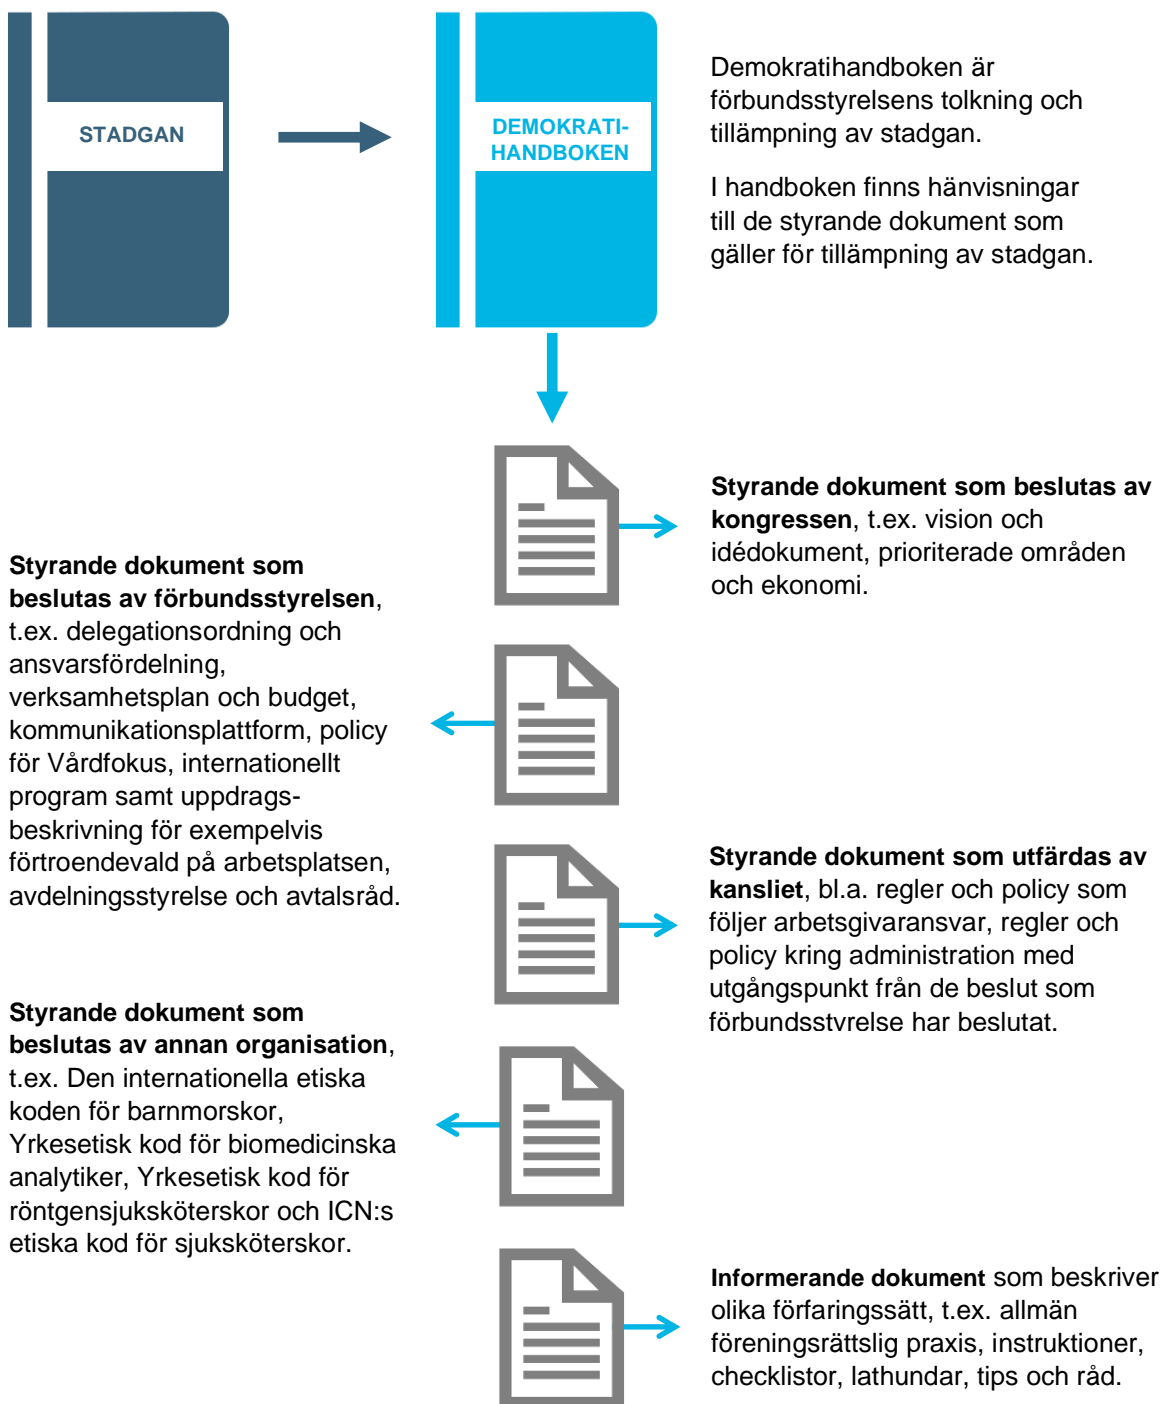 STADGAN
DEMOKRATI-
HANDBOKEN
Demokratihandboken är
förbundsstyrelsens tolkning och
tillämpning av stadgan.
I handboken finns hänvisningar
till de styrande dokument som
gäller för tillämpning av stadgan.
Styrande dokument som beslutas av
kongressen, t.ex. vision och
idédokument, prioriterade områden
och ekonomi.
Styrande dokument som
beslutas av förbundsstyrelsen,
t.ex. delegationsordning och
ansvarsfördelning,
verksamhetsplan och budget,
kommunikationsplattform, policy
för Vårdfokus, internationellt
program samt uppdrags-
beskrivning för exempelvis
förtroendevald på arbetsplatsen,
avdelningsstyrelse och avtalsråd.
Styrande dokument som utfärdas av
kansliet, bl.a. regler och policy som
följer arbetsgivaransvar, regler och
policy kring administration med
utgångspunkt från de beslut som
förbundsstvrelse har beslutat.
Styrande dokument som
beslutas av annan organisation,
t.ex. Den internationella etiska
koden för barnmorskor,
Yrkesetisk kod för biomedicinska
analytiker, Yrkesetisk kod för
röntgensjuksköterskor och ICN:s
etiska kod för sjuksköterskor.
Informerande dokument som beskriver
olika förfaringssätt, t.ex. allmän
föreningsrättslig praxis, instruktioner,
checklistor, lathundar, tips och råd.